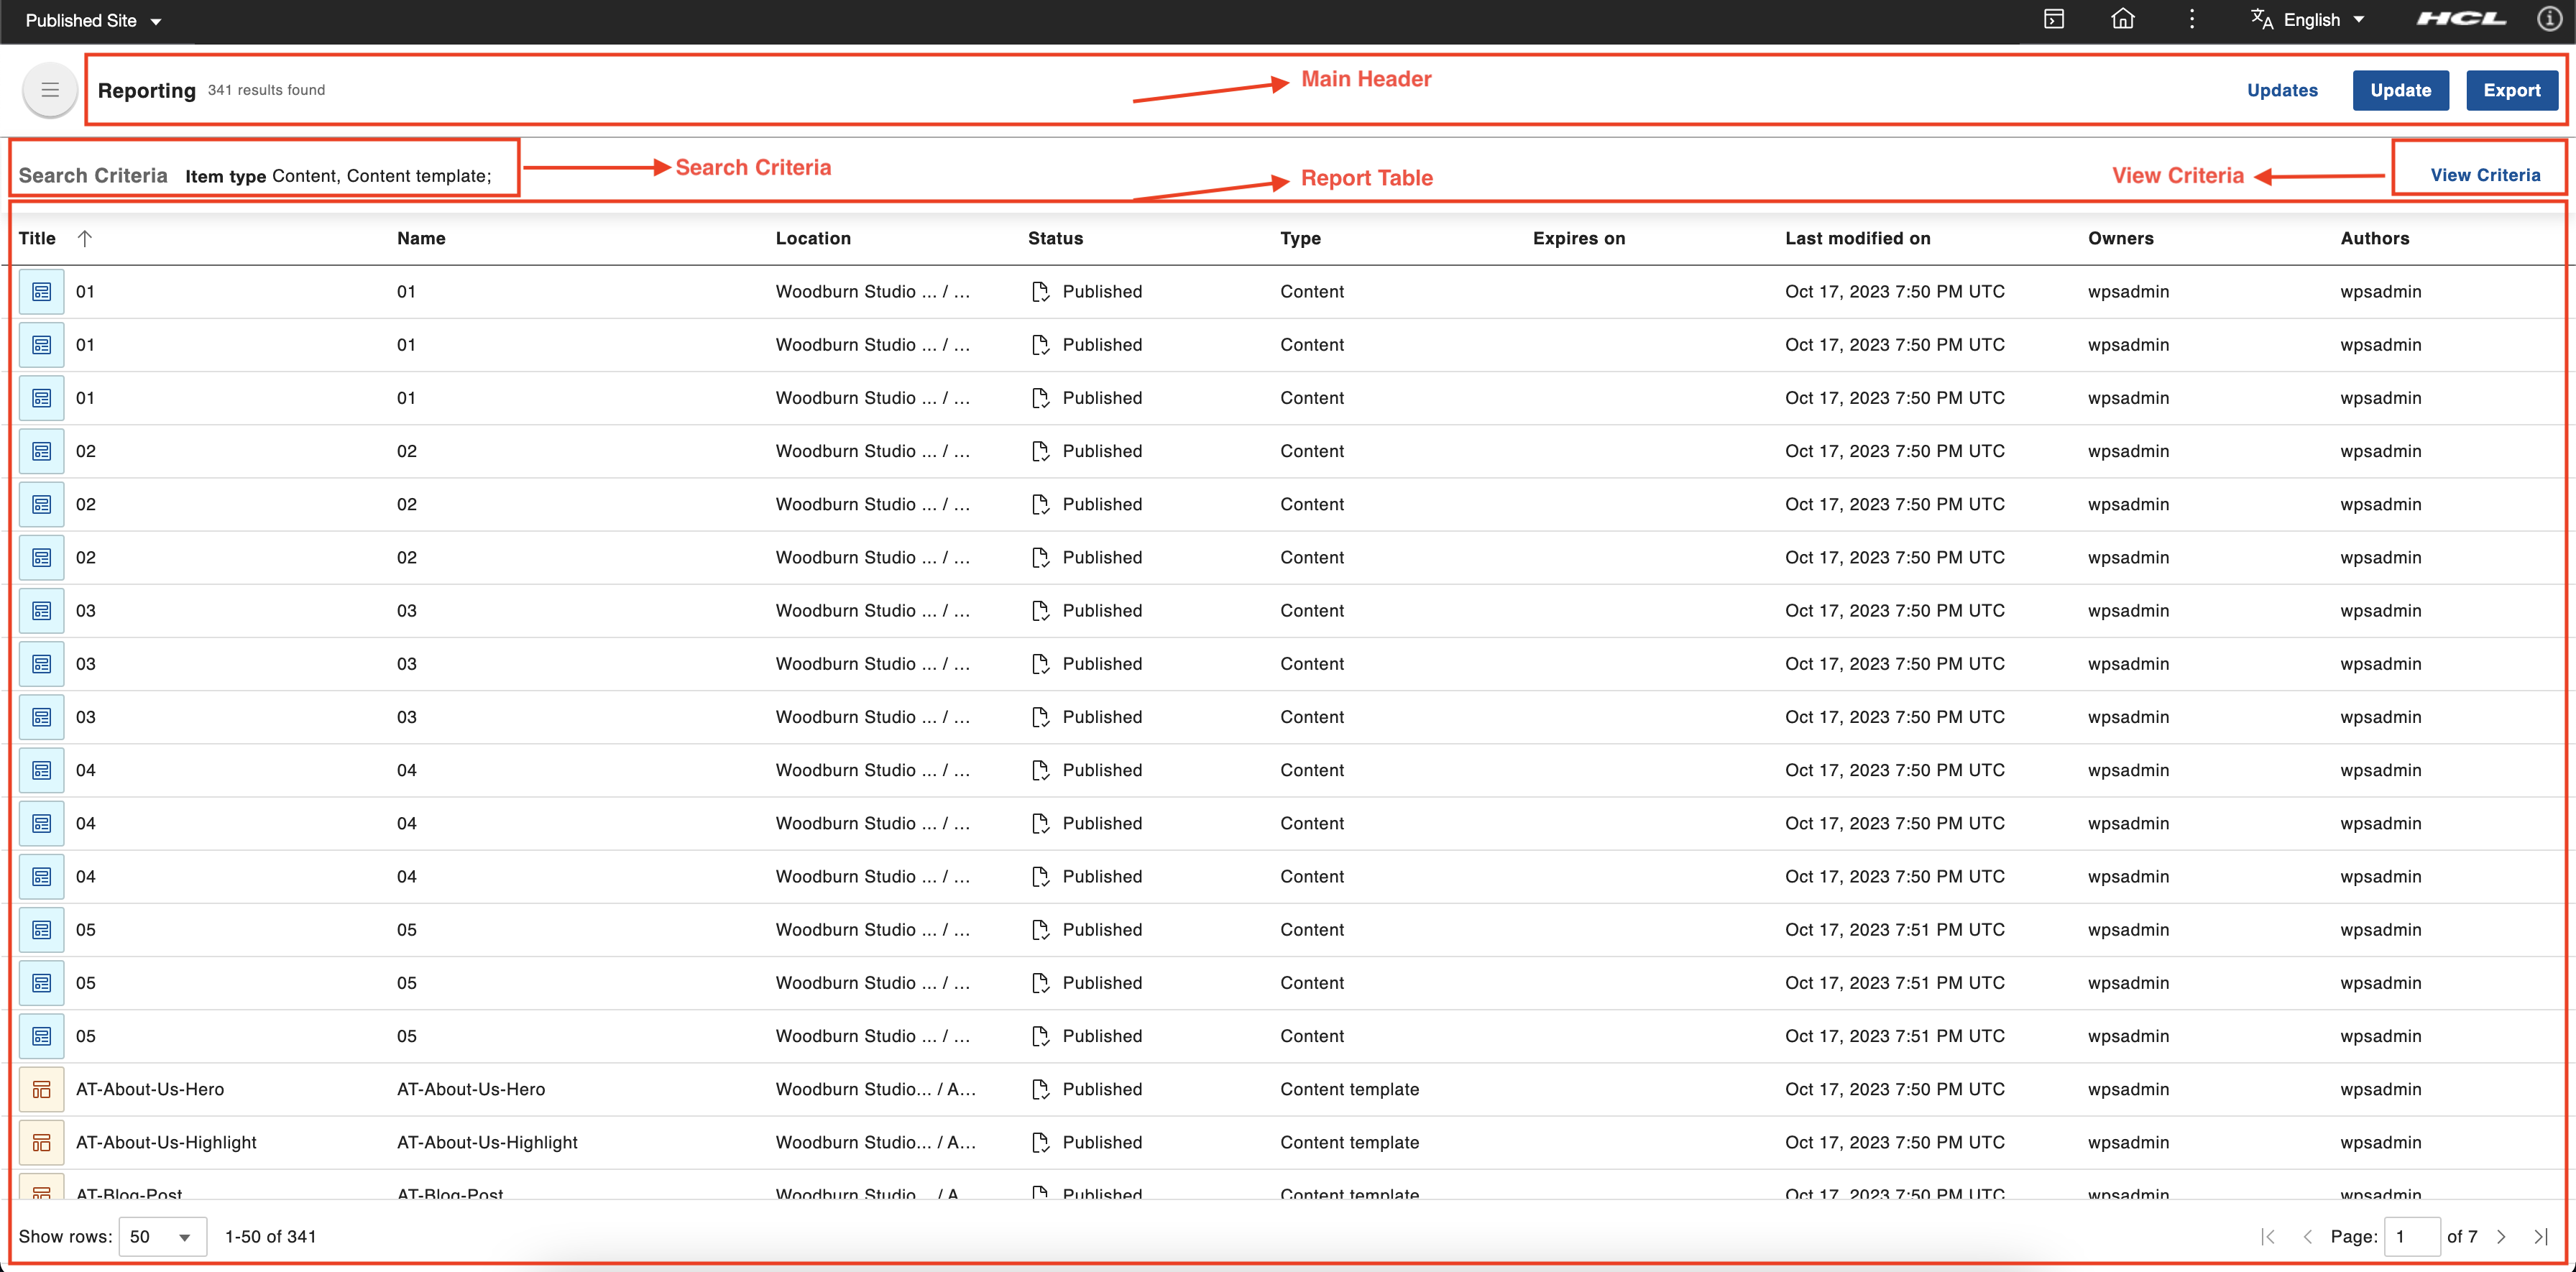 Published Site English HCL
Reporting 341 results found Main Header Updates Update Export
Search Criteria Item type Content, Content template; Search Criteria Report Table View Criteria View Criteria
Title Name Location Status Type Expires on Last modified on Owners Authors
01 01 Woodburn Studio ... / ... Published Content Oct 17, 2023 7:50 PM UTC wpsadmin wpsadmin
01 01 Woodburn Studio ... / ... Published Content Oct 17, 2023 7:50 PM UTC wpsadmin wpsadmin
01 01 Woodburn Studio ... / ... Published Content Oct 17, 2023 7:50 PM UTC wpsadmin wpsadmin
02 02 Woodburn Studio ... / ... Published Content Oct 17, 2023 7:50 PM UTC wpsadmin wpsadmin
02 02 Woodburn Studio ... / ... Published Content Oct 17, 2023 7:50 PM UTC wpsadmin wpsadmin
02 02 Woodburn Studio ... / ... Published Content Oct 17, 2023 7:50 PM UTC wpsadmin wpsadmin
03 03 Woodburn Studio ... / ... Published Content Oct 17, 2023 7:50 PM UTC wpsadmin wpsadmin
03 03 Woodburn Studio ... / ... Published Content Oct 17, 2023 7:50 PM UTC wpsadmin wpsadmin
03 03 Woodburn Studio ... / ... Published Content Oct 17, 2023 7:50 PM UTC wpsadmin wpsadmin
04 04 Woodburn Studio ... / ... Published Content Oct 17, 2023 7:50 PM UTC wpsadmin wpsadmin
04 04 Woodburn Studio ... / ... Published Content Oct 17, 2023 7:50 PM UTC wpsadmin wpsadmin
04 04 Woodburn Studio ... / ... Published Content Oct 17, 2023 7:50 PM UTC wpsadmin wpsadmin
05 05 Woodburn Studio ... / ... Published Content Oct 17, 2023 7:51 PM UTC wpsadmin wpsadmin
05 05 Woodburn Studio ... / ... Published Content Oct 17, 2023 7:51 PM UTC wpsadmin wpsadmin
05 05 Woodburn Studio ... / ... Published Content Oct 17, 2023 7:51 PM UTC wpsadmin wpsadmin
AT-About-Us-Hero AT-About-Us-Hero Woodburn Studio... / A... Published Content template Oct 17, 2023 7:50 PM UTC wpsadmin wpsadmin
AT-About-Us-Highlight AT-About-Us-Highlight Woodburn Studio... / A... Published Content template Oct 17, 2023 7:50 PM UTC wpsadmin wpsadmin
AT-Blog-Post AT-Blog-Post Woodburn Studio... / A... Published Content template Oct 17, 2023 7:50 PM UTC wpsadmin wpsadmin
Show rows: 50 1-50 of 341 Page: 1 of 7